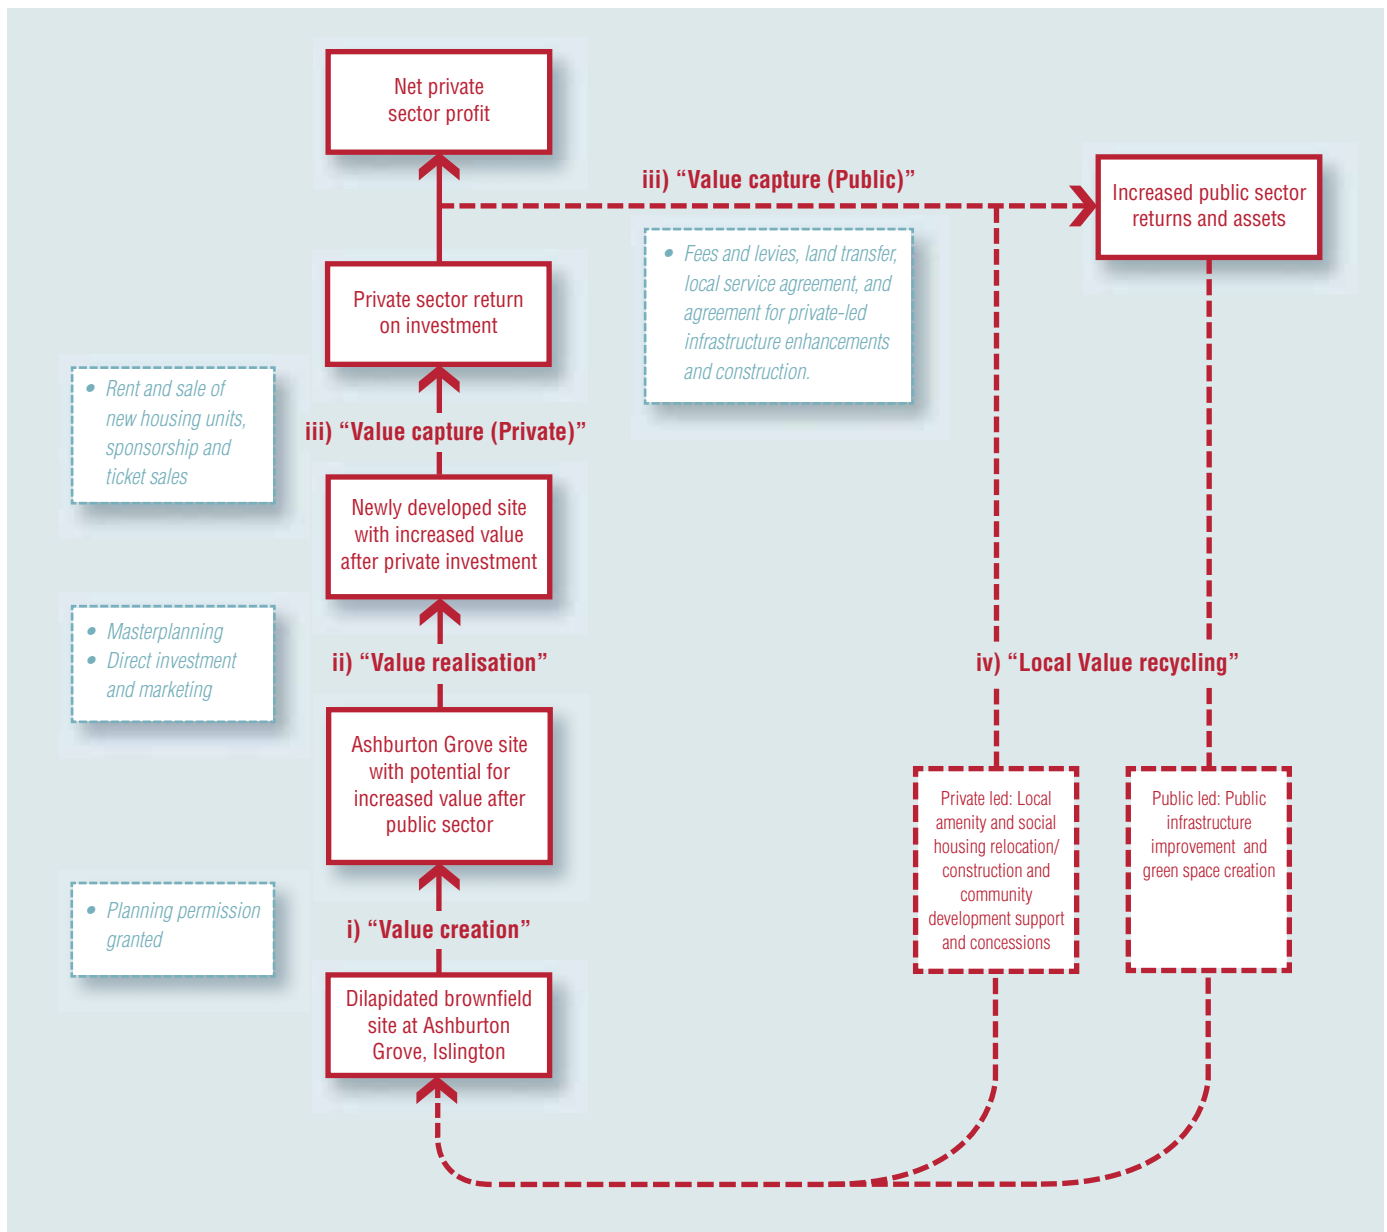 Net private
sector profit
iii) “Value capture (Public)”
Increased public sector
returns and assets
• Fees and levies, land transfer,
local service agreement, and
agreement for private-led
infrastructure enhancements
and construction.
Private sector return
on investment
• Rent and sale of
new housing units,
sponsorship and
ticket sales
iii) “Value capture (Private)”
Newly developed site
with increased value
after private investment
• Masterplanning
• Direct investment
and marketing
ii) “Value realisation”
iv) “Local Value recycling”
Ashburton Grove site
with potential for
increased value after
public sector
Private led: Local
amenity and social
housing relocation/
construction and
community
development support
and concessions
Public led: Public
infrastructure
improvement and
green space creation
• Planning permission
granted
i) “Value creation”
Dilapidated brownfield
site at Ashburton
Grove, Islington